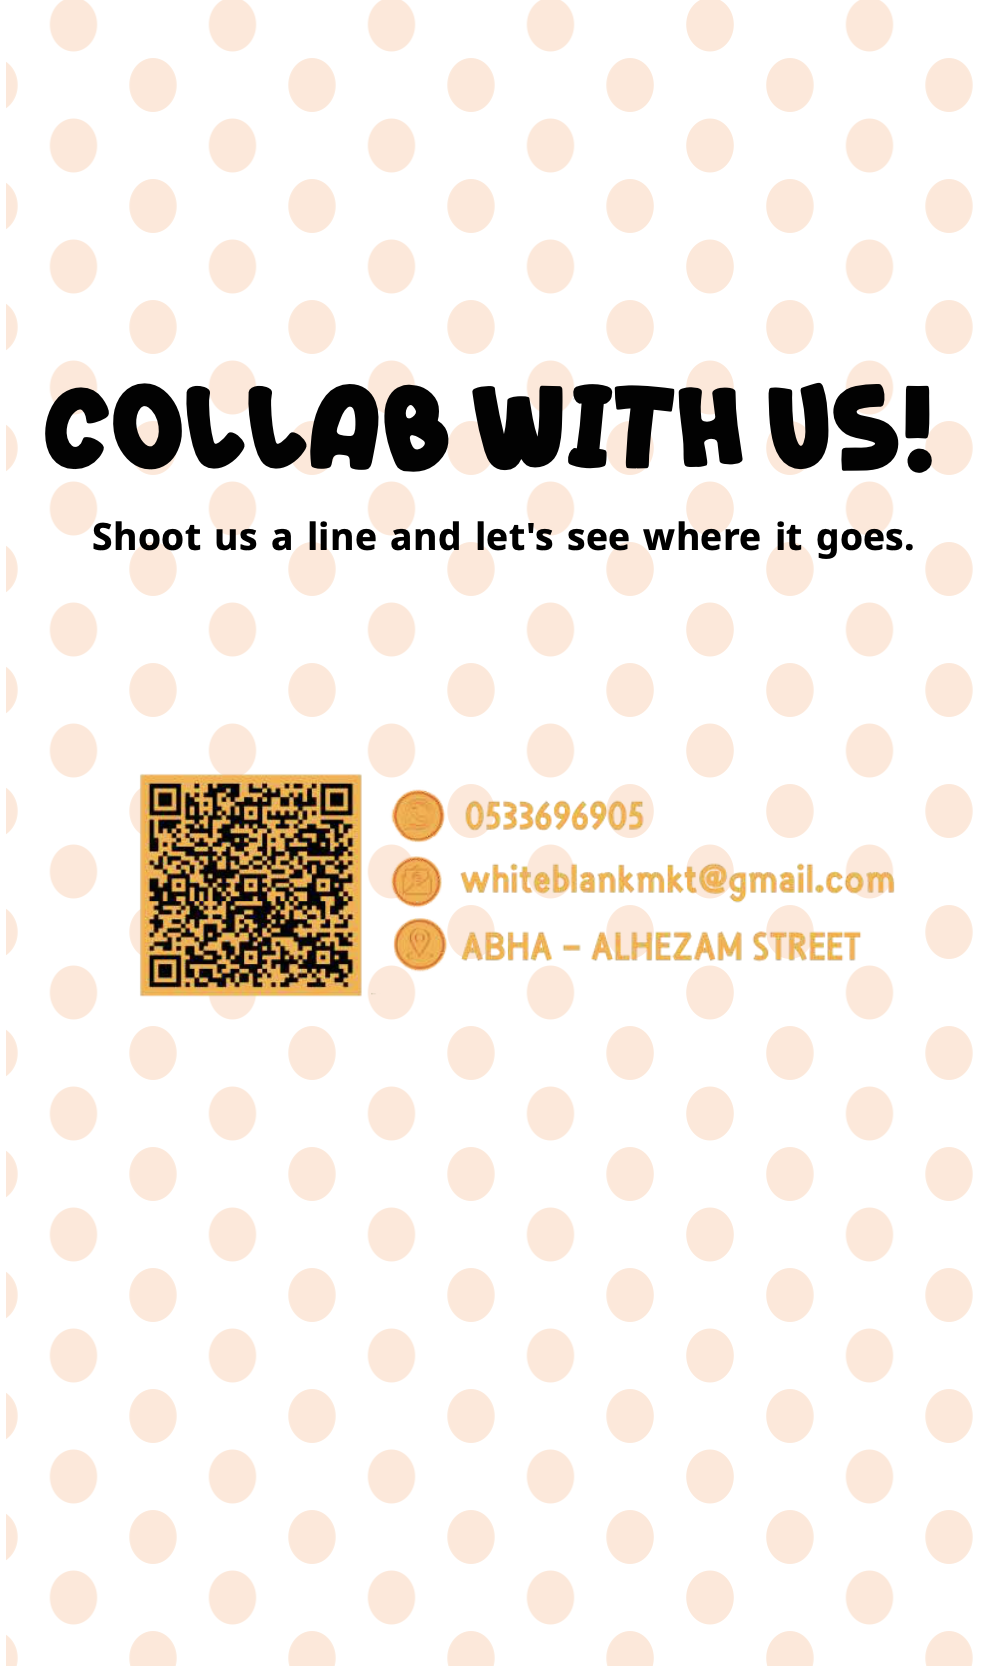 COLLAB WITH US!
Shoot us a line and let's see where it goes.
0533696905
whiteblankmkt@gmail.com
ABHA - ALHEZAM STREET